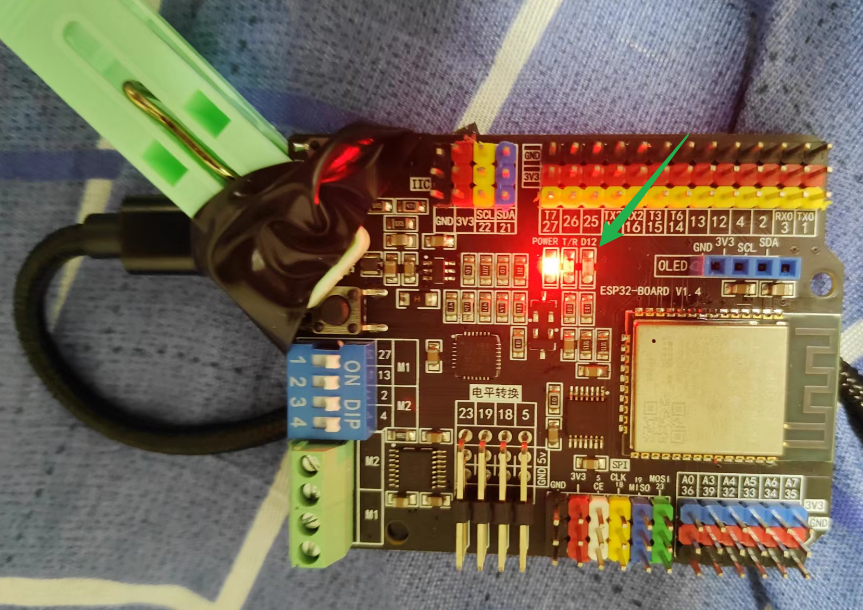 GND
3V3
IIC
GND 3V3 SCL 22 SDA 21
T7 27
26
25
TX2
RX2 16
T3 15
T6 14
13
12
4
2
RX0 3
TX0 1
POWER T/R D12
GND 3V3 SCL SDA
OLED
ESP32-BOARD V1.4
ON DIP
1
2
3
4
27
13
M1
2
4
M2
电平转换
23 19 18 5
5v
GND
M2
M1
SPI
GND 3V3 5 CE CLK 18 19 MISO MOSI 23
A0 36
A3 39
A4 32
A5 33
A6 34
A7 35
3V3
GND